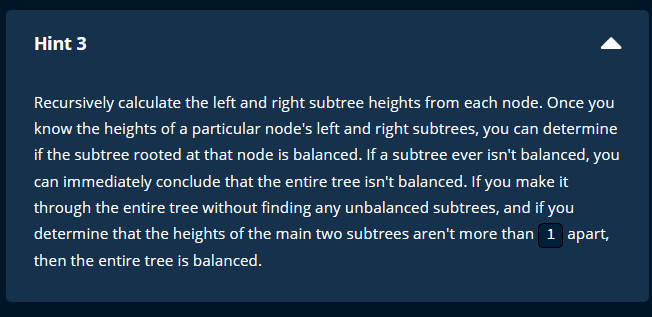 Hint 3
Recursively calculate the left and right subtree heights from each node. Once you
know the heights of a particular node's left and right subtrees, you can determine
if the subtree rooted at that node is balanced. If a subtree ever isn't balanced, you
can immediately conclude that the entire tree isn't balanced. If you make it
through the entire tree without finding any unbalanced subtrees, and if you
determine that the heights of the main two subtrees aren't more than 1 apart,
then the entire tree is balanced.